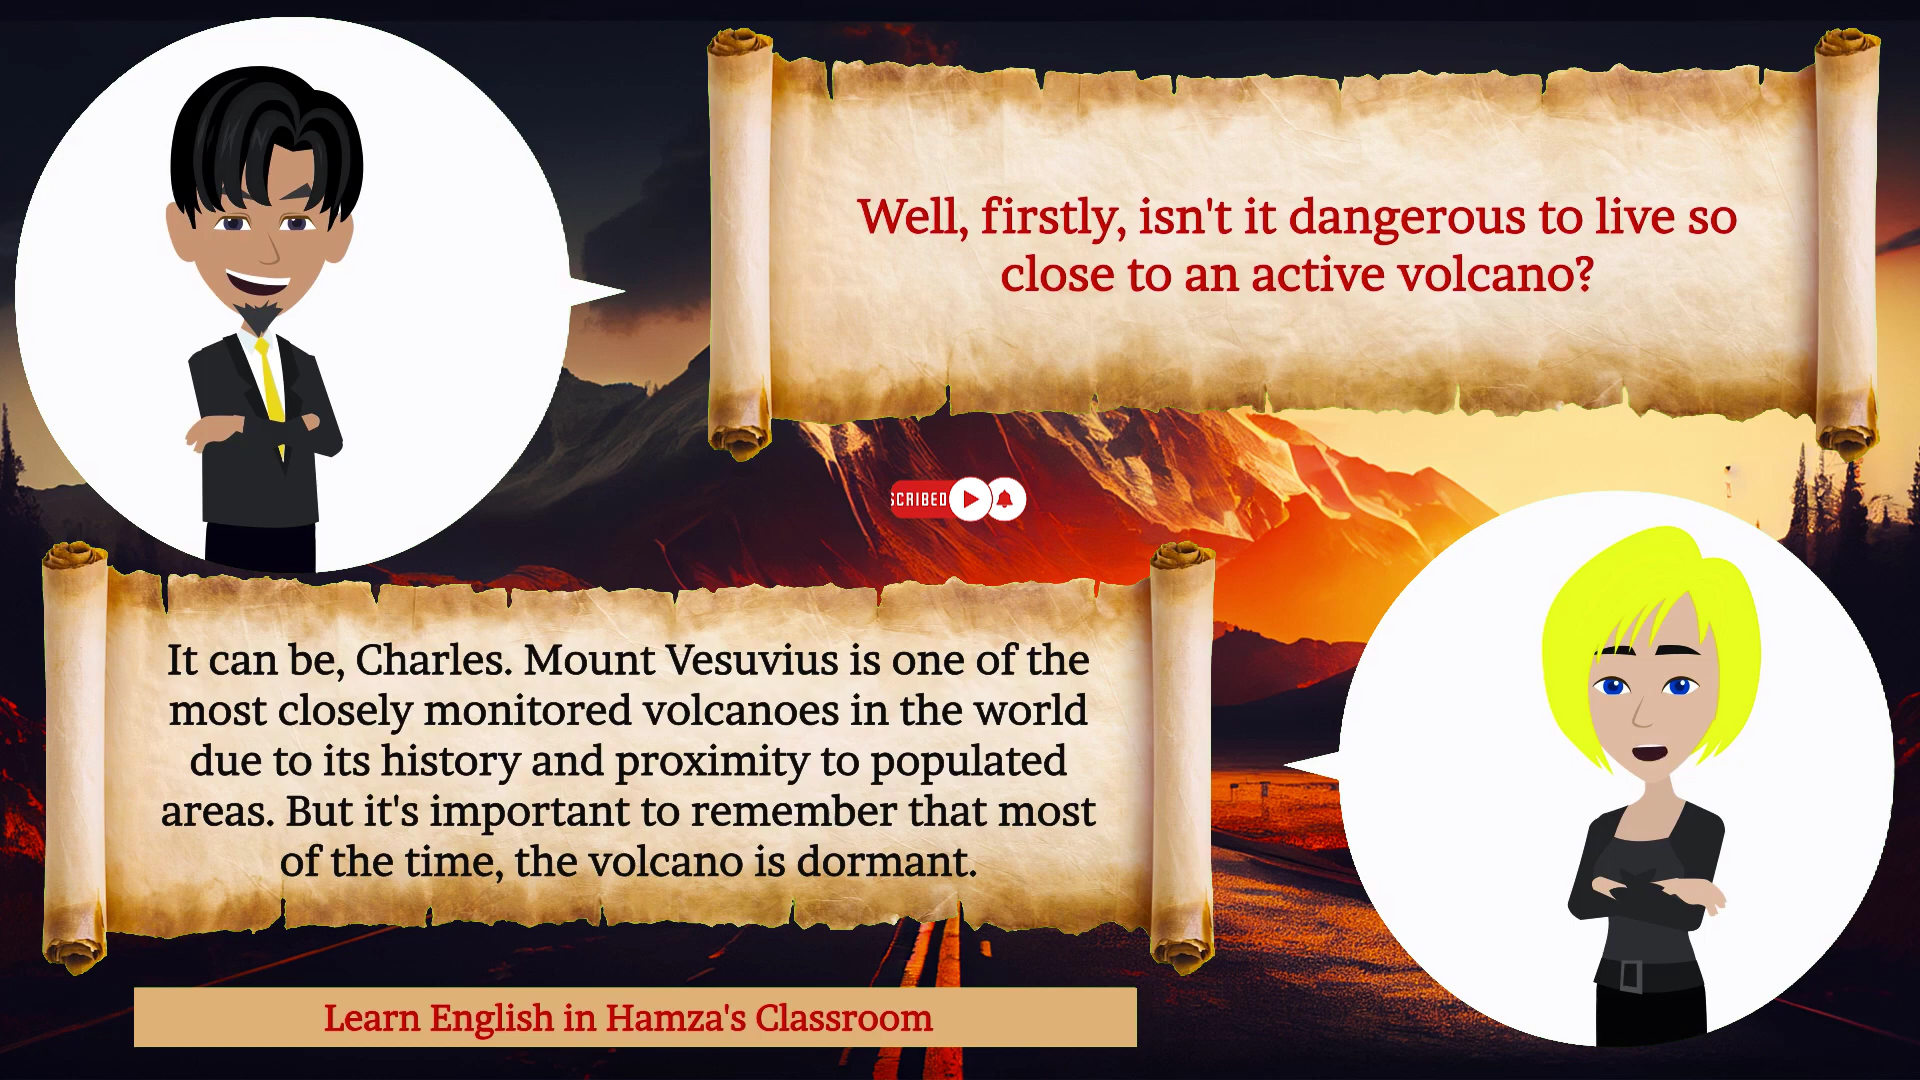 Well, firstly, isn't it dangerous to live so
close to an active volcano?
SCRIBED
It can be, Charles. Mount Vesuvius is one of the
most closely monitored volcanoes in the world
due to its history and proximity to populated
areas. But it's important to remember that most
of the time, the volcano is dormant.
Learn English in Hamza's Classroom